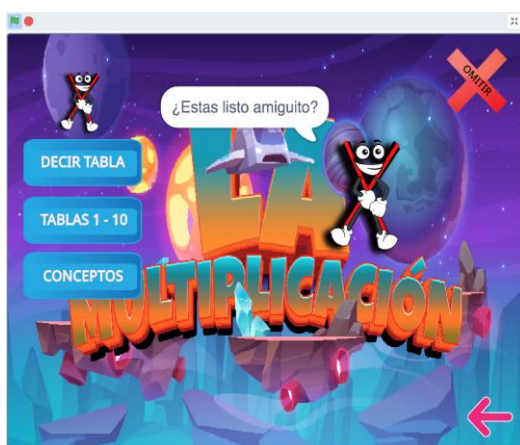 OMITIR
¿Estas listo amiguito?
DECIR TABLA
TABLAS 1 - 10
CONCEPTOS
LA
MULTIPLICACIÓN